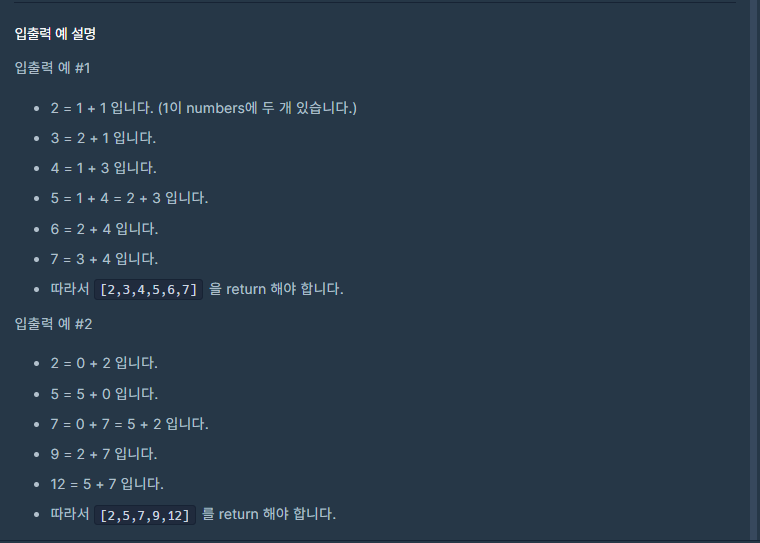 입출력 예 설명
입출력 예 #1
• 2 = 1 + 1 입니다. (1이 numbers에 두 개 있습니다.)
• 3 = 2 + 1 입니다.
• 4 = 1 + 3 입니다.
• 5 = 1 + 4 = 2 + 3 입니다.
• 6 = 2 + 4 입니다.
• 7 = 3 + 4 입니다.
• 따라서 [2,3,4,5,6,7] 을 return 해야 합니다.
입출력 예 #2
• 2 = 0 + 2 입니다.
• 5 = 5 + 0 입니다.
• 7 = 0 + 7 = 5 + 2 입니다.
• 9 = 2 + 7 입니다.
• 12 = 5 + 7 입니다.
• 따라서 [2,5,7,9,12] 를 return 해야 합니다.